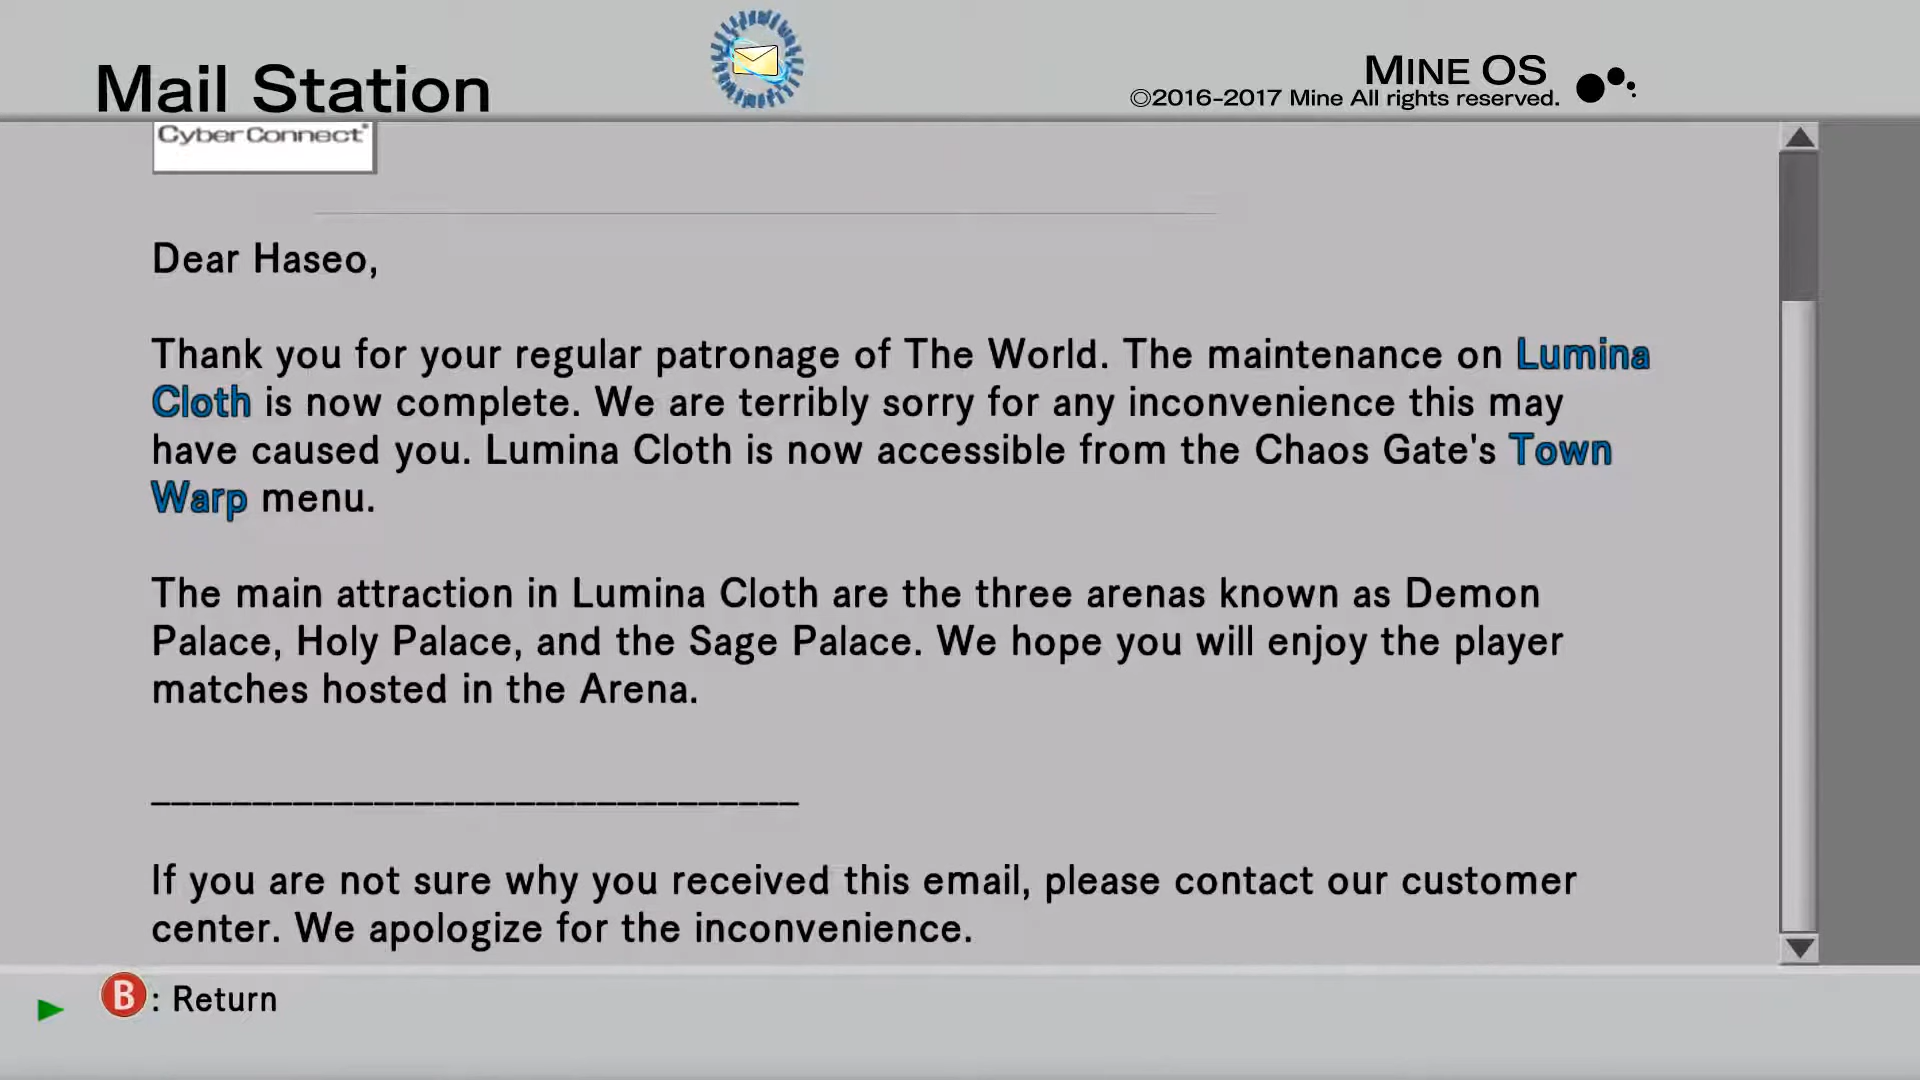 Mail Station
MINE OS
©2016-2017 Mine All rights reserved.
CyberConnect
Dear Haseo,
Thank you for your regular patronage of The World. The maintenance on Lumina
Cloth is now complete. We are terribly sorry for any inconvenience this may
have caused you. Lumina Cloth is now accessible from the Chaos Gate's Town
Warp menu.
The main attraction in Lumina Cloth are the three arenas known as Demon
Palace, Holy Palace, and the Sage Palace. We hope you will enjoy the player
matches hosted in the Arena.
________________________________
If you are not sure why you received this email, please contact our customer
center. We apologize for the inconvenience.
B : Return